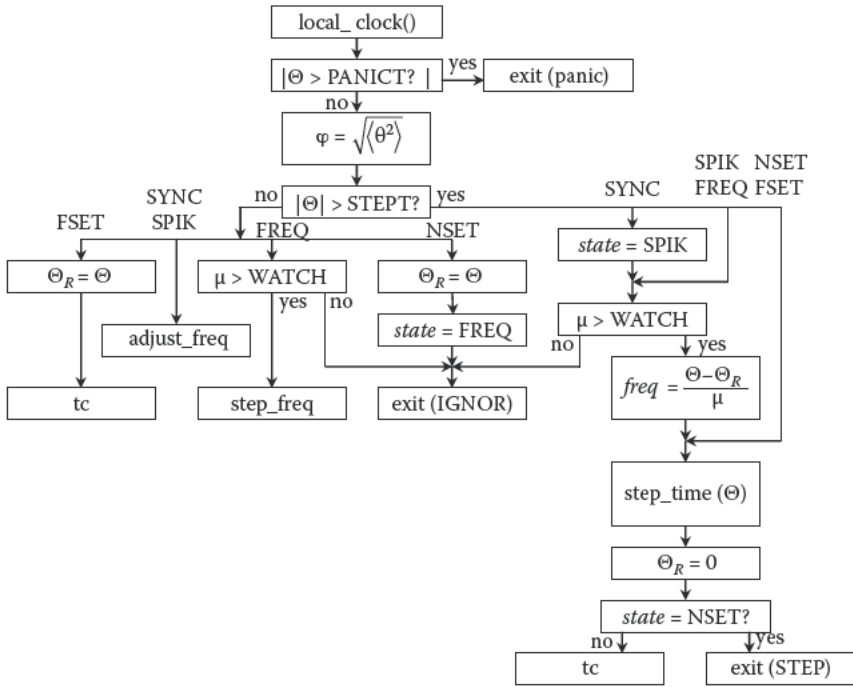 local_ clock()
|Θ > PANICT? |
yes
exit (panic)
no
φ = √⟨θ²⟩
SPIK NSET
FREQ FSET
SYNC
SPIK
no
|Θ| > STEPT?
yes
SYNC
FSET
FREQ
NSET
state = SPIK
Θ_R = Θ
μ > WATCH
Θ_R = Θ
yes
no
μ > WATCH
adjust_freq
state = FREQ
no
yes
freq = (Θ−Θ_R)/μ
tc
step_freq
exit (IGNOR)
step_time (Θ)
Θ_R = 0
state = NSET?
no
yes
tc
exit (STEP)